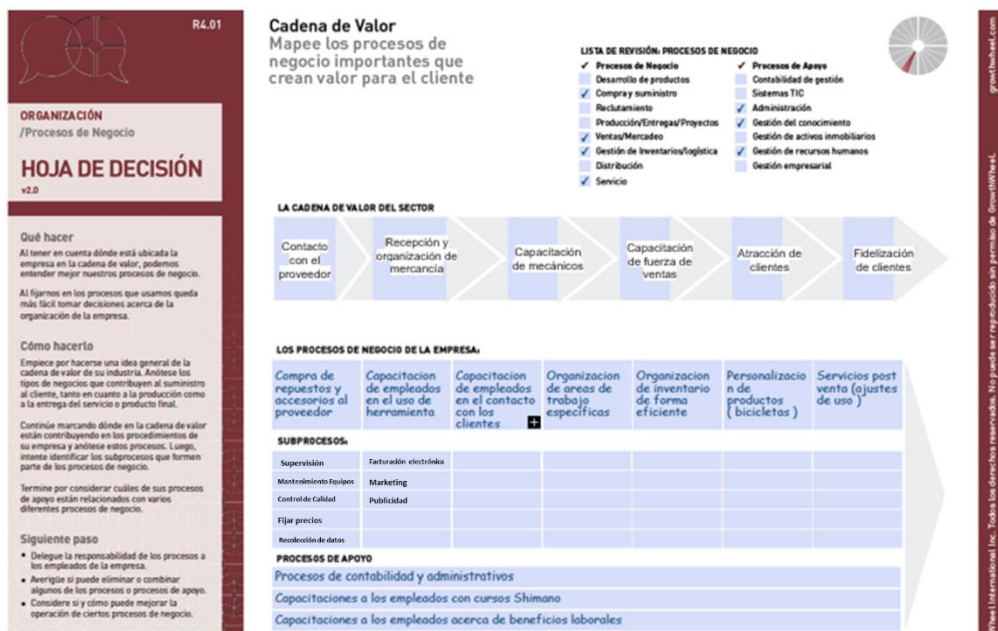 R4.01
ORGANIZACIÓN
/Procesos de Negocio
HOJA DE DECISIÓN
v2.0
Qué hacer
Al tener en cuenta dónde está ubicada la
empresa en la cadena de valor, podemos
entender mejor nuestros procesos de negocio.
Al fijarnos en los procesos que usamos queda
más fácil tomar decisiones acerca de la
organización de la empresa.
Cómo hacerlo
Empiece por hacerse una idea general de la
cadena de valor de su industria. Anótese los
tipos de negocios que contribuyen al suministro
al cliente, tanto en cuanto a la producción como
a la entrega del servicio o producto final.
Continúe marcando dónde en la cadena de valor
están contribuyendo en los procedimientos de
su empresa y anótese estos procesos. Luego,
intente identificar los subprocesos que formen
parte de los procesos de negocio.
Termine por considerar cuáles de sus procesos
de apoyo están relacionados con varios
diferentes procesos de negocio.
Siguiente paso
• Delegue la responsabilidad de los procesos a
los empleados de la empresa.
• Averigüe si puede eliminar o combinar
algunos de los procesos o procesos de apoyo.
• Considere si y cómo puede mejorar la
operación de ciertos procesos de negocio.
Cadena de Valor
Mapee los procesos de
negocio importantes que
crean valor para el cliente
LISTA DE REVISIÓN: PROCESOS DE NEGOCIO
✓ Procesos de Negocio
Desarrollo de productos
✓ Compra y suministro
Reclutamiento
Producción/Entregas/Proyectos
✓ Ventas/Mercadeo
✓ Gestión de Inventarios/logística
Distribución
✓ Servicio
✓ Procesos de Apoyo
Contabilidad de gestión
Sistemas TIC
✓ Administración
✓ Gestión del conocimiento
Gestión de activos inmobiliarios
✓ Gestión de recursos humanos
Gestión empresarial
LA CADENA DE VALOR DEL SECTOR
Contacto
con el
proveedor
Recepción y
organización de
mercancía
Capacitación
de mecánicos
Capacitación
de fuerza de
ventas
Atracción de
clientes
Fidelización
de clientes
LOS PROCESOS DE NEGOCIO DE LA EMPRESA:
Compra de
repuestos y
accesorios al
proveedor
Capacitacion
de empleados
en el uso de
herramienta
Capacitacion
de empleados
en el contacto
con los
clientes
Organizacion
de areas de
trabajo
específicas
Organizacion
de inventario
de forma
eficiente
Personalizacio
n de
productos
( bicicletas )
Servicios post
venta (ajustes
de uso )
SUBPROCESOS:
Supervisión
Facturación electrónica
Mantenimiento Equipos
Marketing
Control de Calidad
Publicidad
Fijar precios
Recolección de datos
PROCESOS DE APOYO
Procesos de contabilidad y administrativos
Capacitaciones a los empleados con cursos Shimano
Capacitaciones a los empleados acerca de beneficios laborales
Wheel International Inc. Todos los derechos reservados. No puede ser reproducido sin permiso de GrowthWheel. growthwheel.com